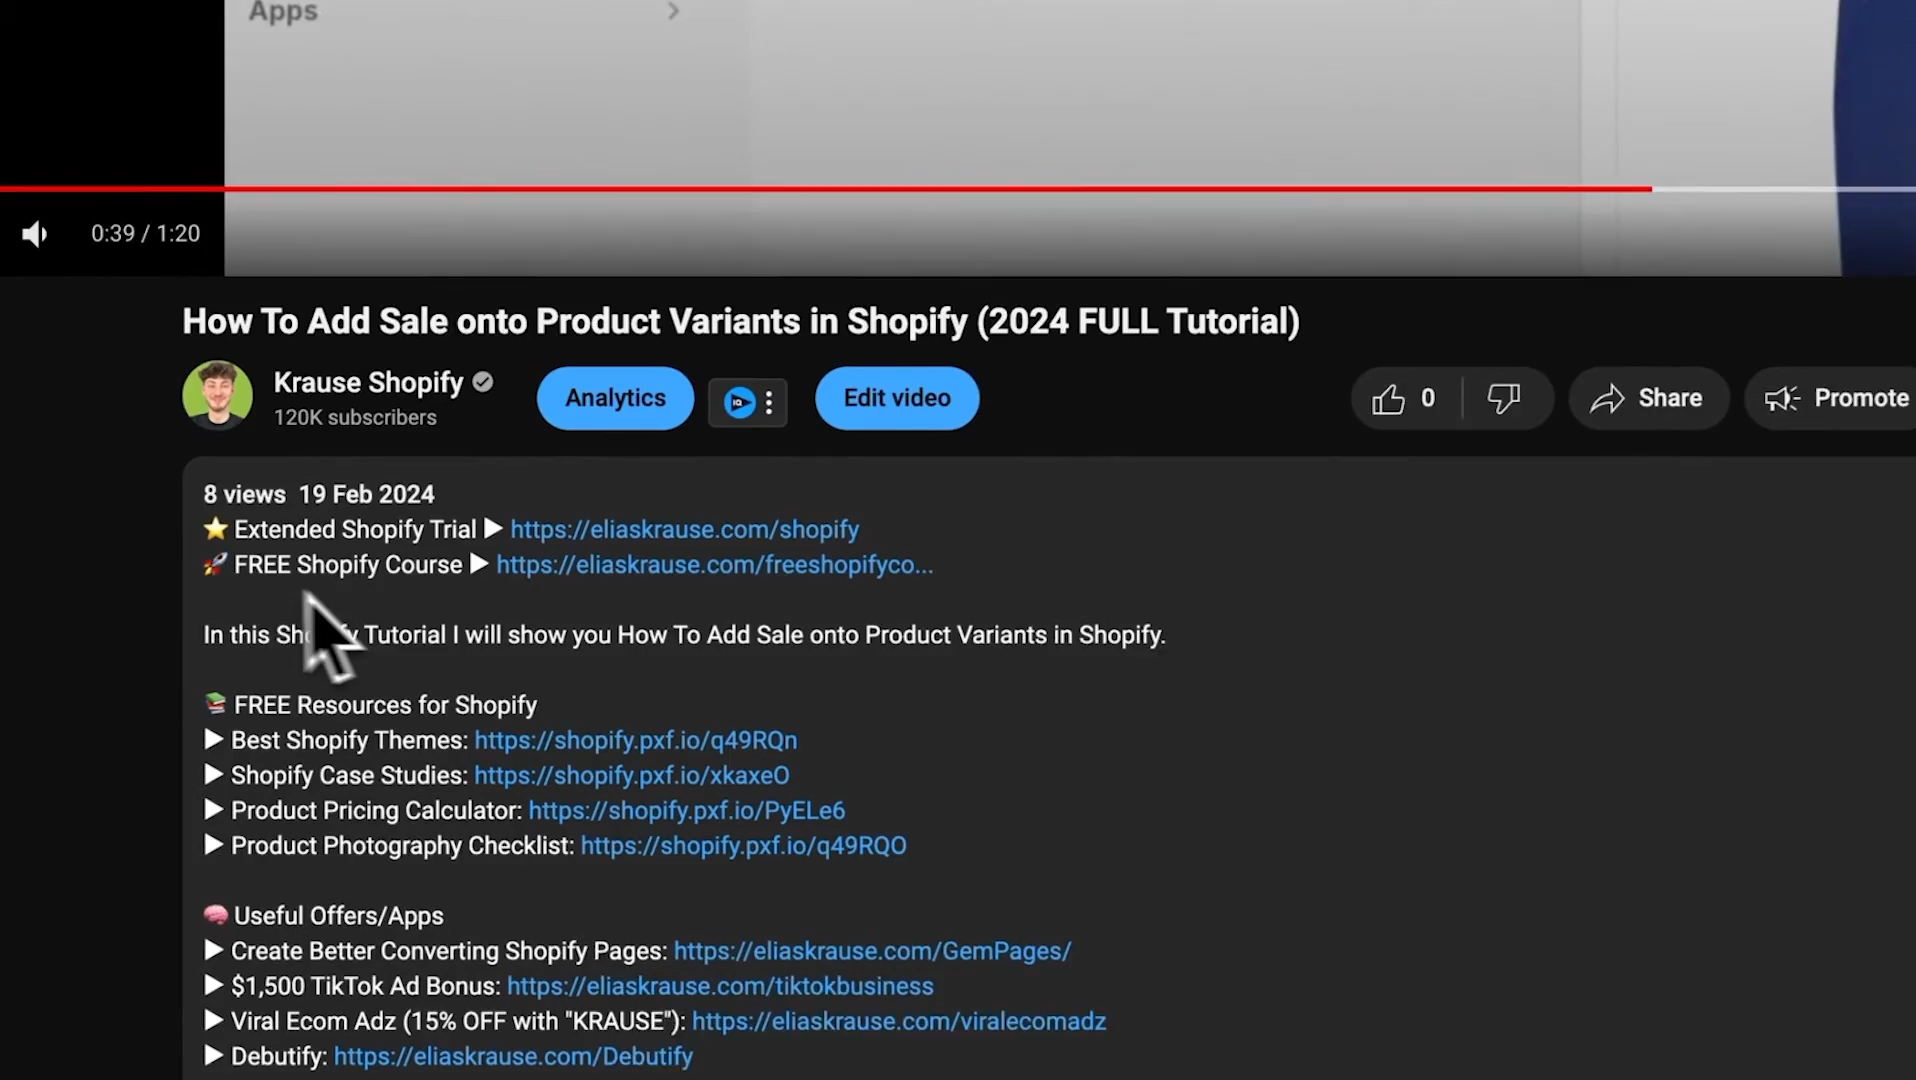 Apps
0:39 / 1:20
How To Add Sale onto Product Variants in Shopify (2024 FULL Tutorial)
Krause Shopify
120K subscribers
Analytics
IQ
Edit video
0
Share
Promote
8 views 19 Feb 2024
⭐ Extended Shopify Trial ▶ https://eliaskrause.com/shopify
🚀 FREE Shopify Course ▶ https://eliaskrause.com/freeshopifyco...
In this Sh fy Tutorial I will show you How To Add Sale onto Product Variants in Shopify.
📚 FREE Resources for Shopify
▶ Best Shopify Themes: https://shopify.pxf.io/q49RQn
▶ Shopify Case Studies: https://shopify.pxf.io/xkaxeO
▶ Product Pricing Calculator: https://shopify.pxf.io/PyELe6
▶ Product Photography Checklist: https://shopify.pxf.io/q49RQO
🧠 Useful Offers/Apps
▶ Create Better Converting Shopify Pages: https://eliaskrause.com/GemPages/
▶ $1,500 TikTok Ad Bonus: https://eliaskrause.com/tiktokbusiness
▶ Viral Ecom Adz (15% OFF with "KRAUSE"): https://eliaskrause.com/viralecomadz
▶ Debutify: https://eliaskrause.com/Debutify